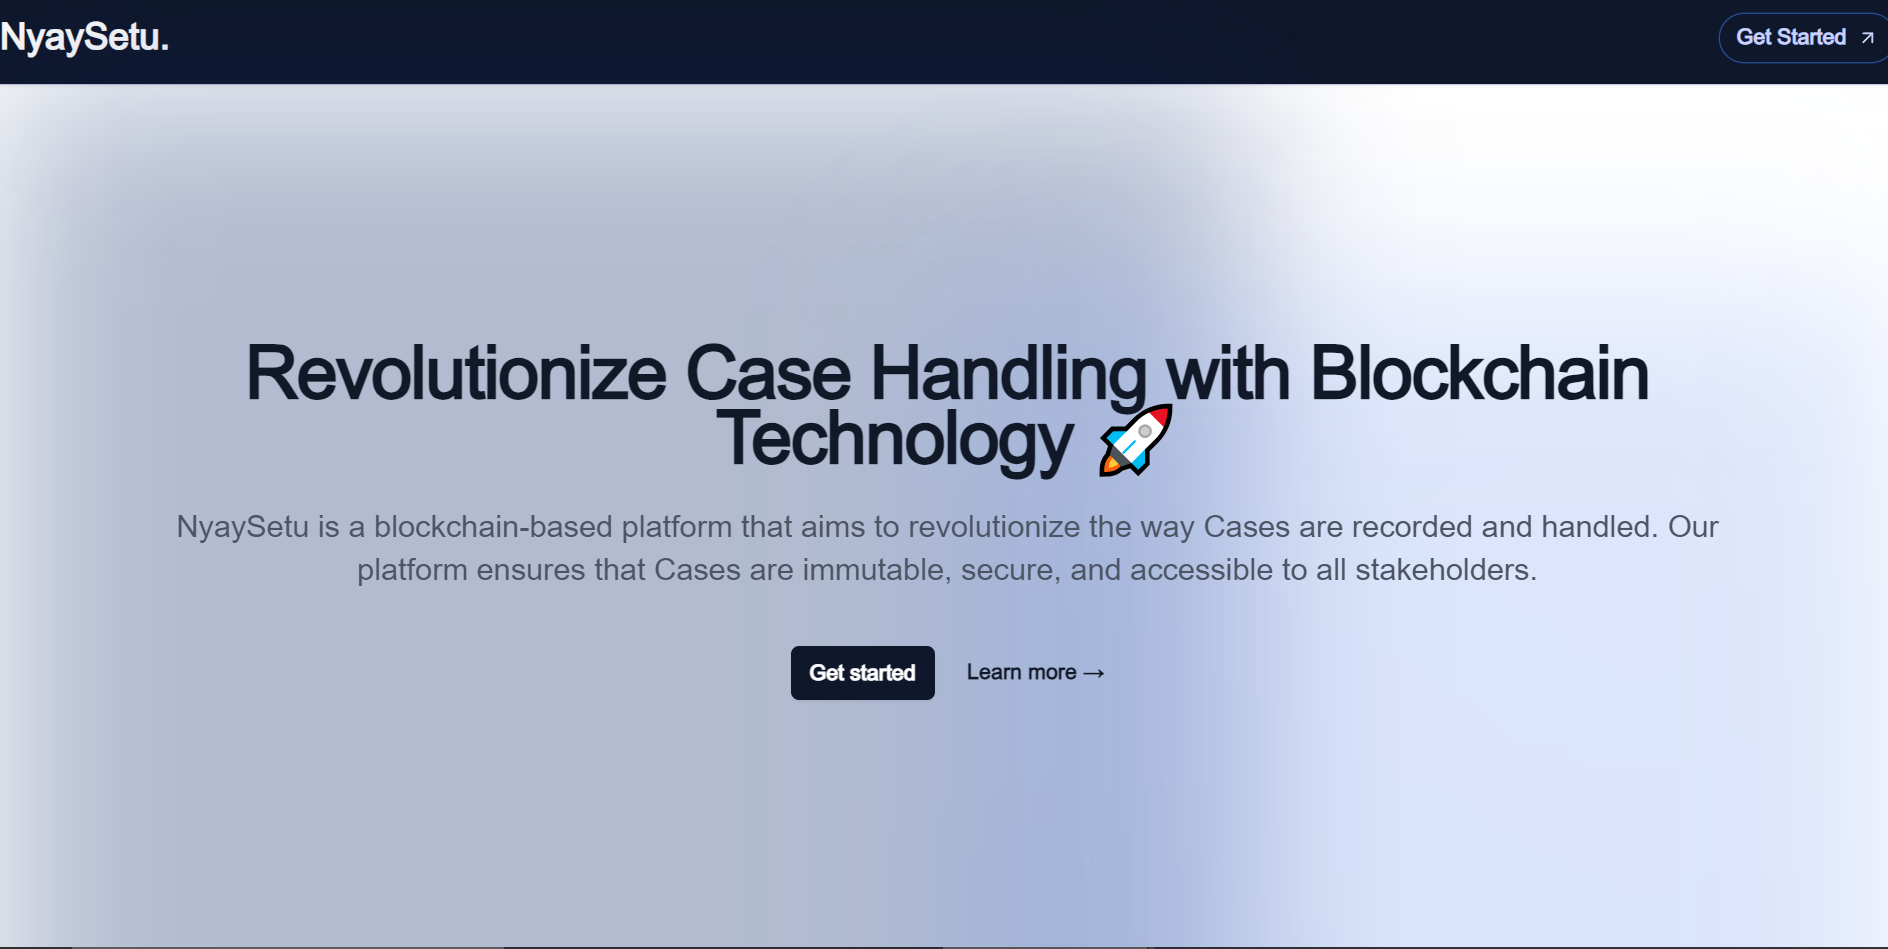 NyaySetu.
Get Started
Revolutionize Case Handling with Blockchain
Technology 🚀
NyaySetu is a blockchain-based platform that aims to revolutionize the way Cases are recorded and handled. Our
platform ensures that Cases are immutable, secure, and accessible to all stakeholders.
Get started
Learn more →